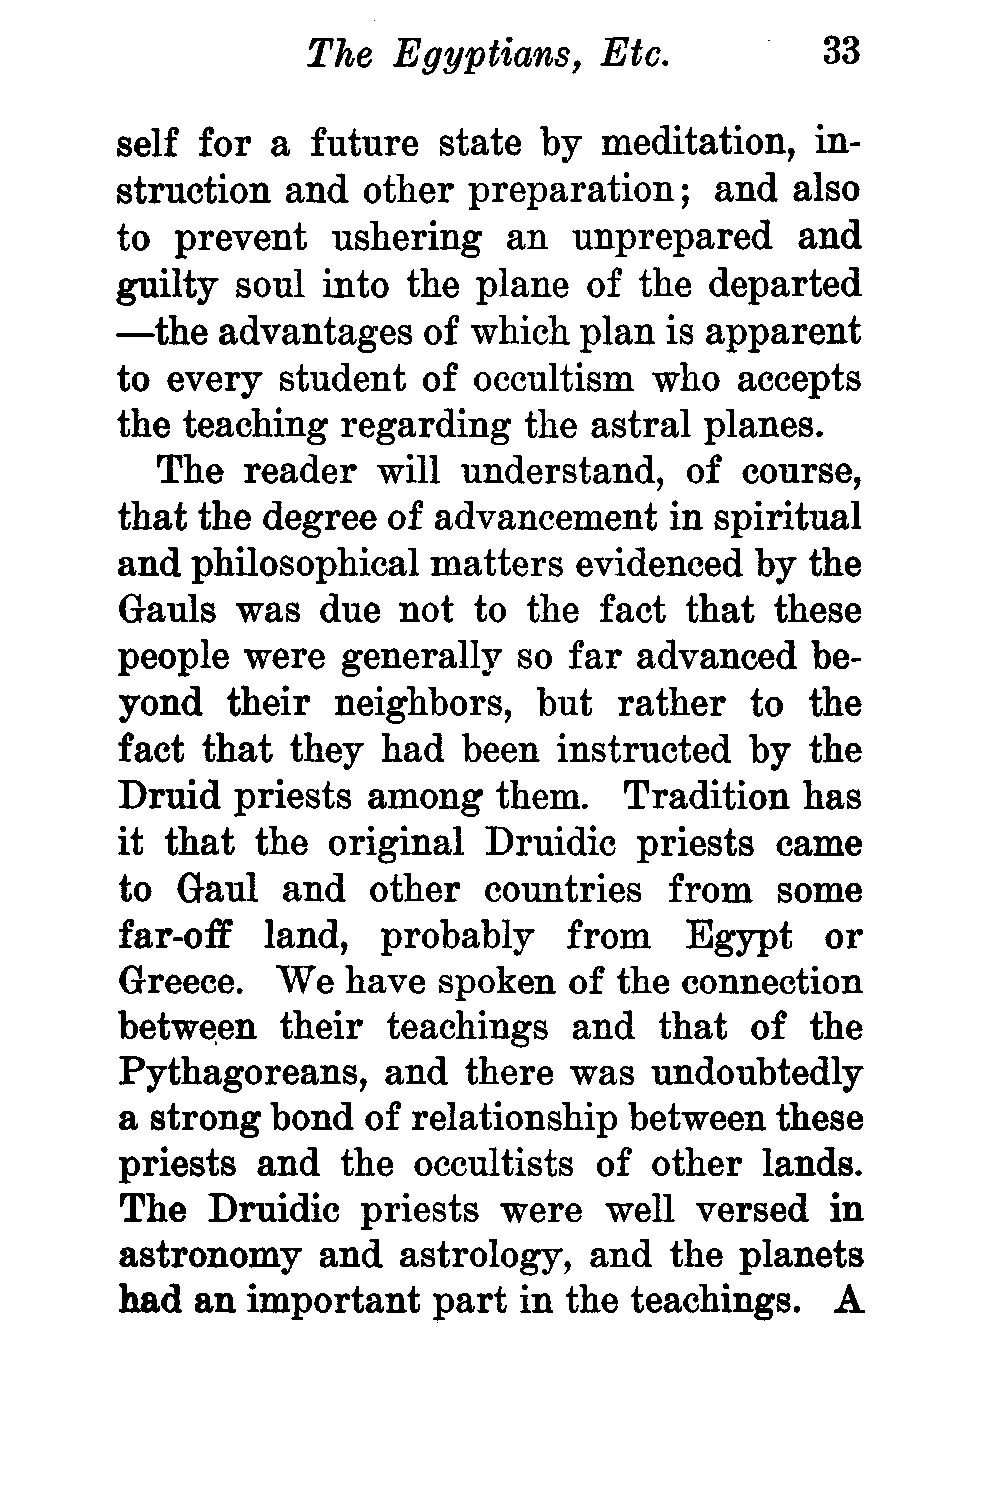 The Egyptians, Etc. 33
self for a future state by meditation, in-
struction and other preparation; and also
to prevent ushering an unprepared and
guilty soul into the plane of the departed
—the advantages of which plan is apparent
to every student of occultism who accepts
the teaching regarding the astral planes.
The reader will understand, of course,
that the degree of advancement in spiritual
and philosophical matters evidenced by the
Gauls was due not to the fact that these
people were generally so far advanced be-
yond their neighbors, but rather to the
fact that they had been instructed by the
Druid priests among them. Tradition has
it that the original Druidic priests came
to Gaul and other countries from some
far-off land, probably from Egypt or
Greece. We have spoken of the connection
between their teachings and that of the
Pythagoreans, and there was undoubtedly
a strong bond of relationship between these
priests and the occultists of other lands.
The Druidic priests were well versed in
astronomy and astrology, and the planets
had an important part in the teachings. A